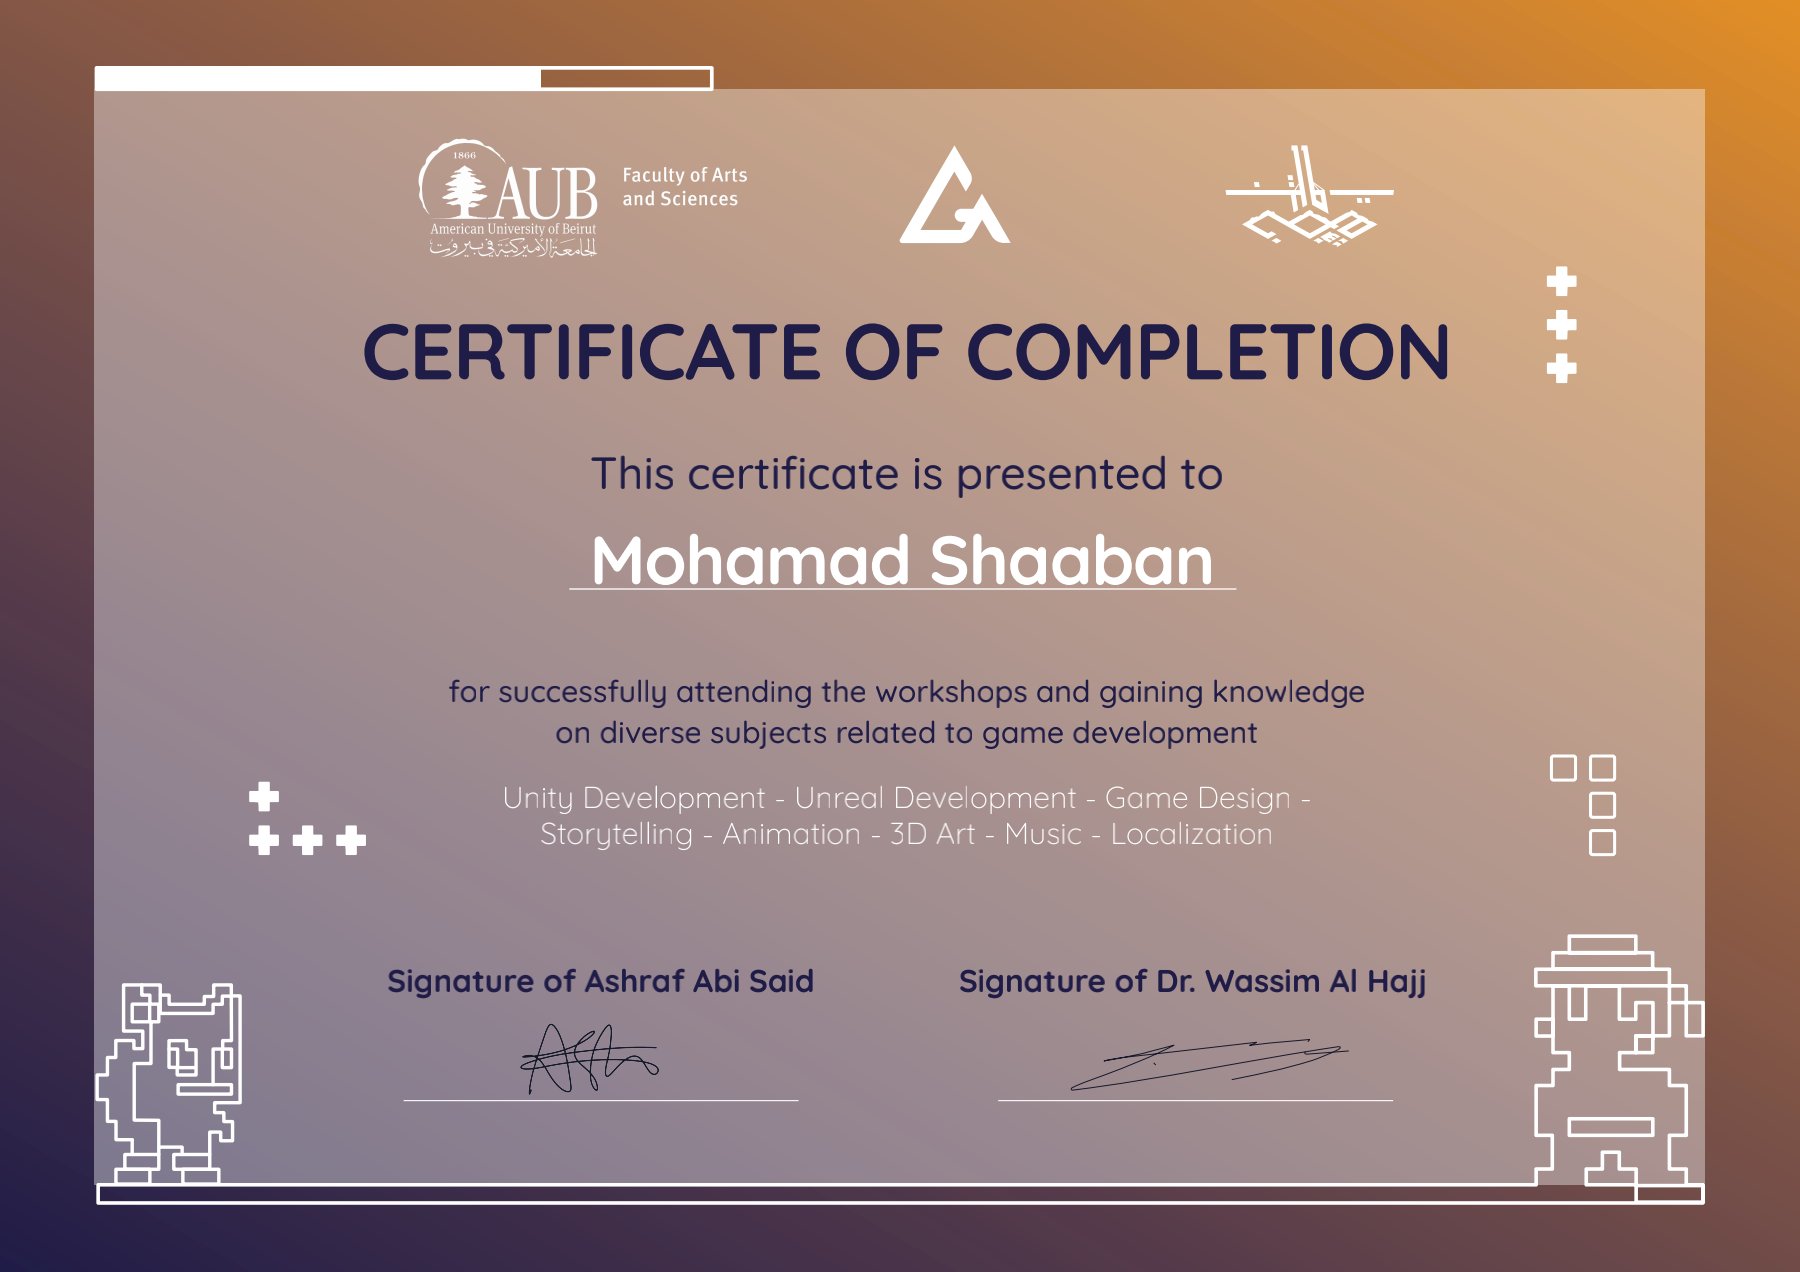 1866
AUB
American University of Beirut
الجامعة الأميركية في بيروت
Faculty of Arts
and Sciences
CERTIFICATE OF COMPLETION
This certificate is presented to
Mohamad Shaaban
for successfully attending the workshops and gaining knowledge
on diverse subjects related to game development
Unity Development - Unreal Development - Game Design -
Storytelling - Animation - 3D Art - Music - Localization
Signature of Ashraf Abi Said
Signature of Dr. Wassim Al Hajj